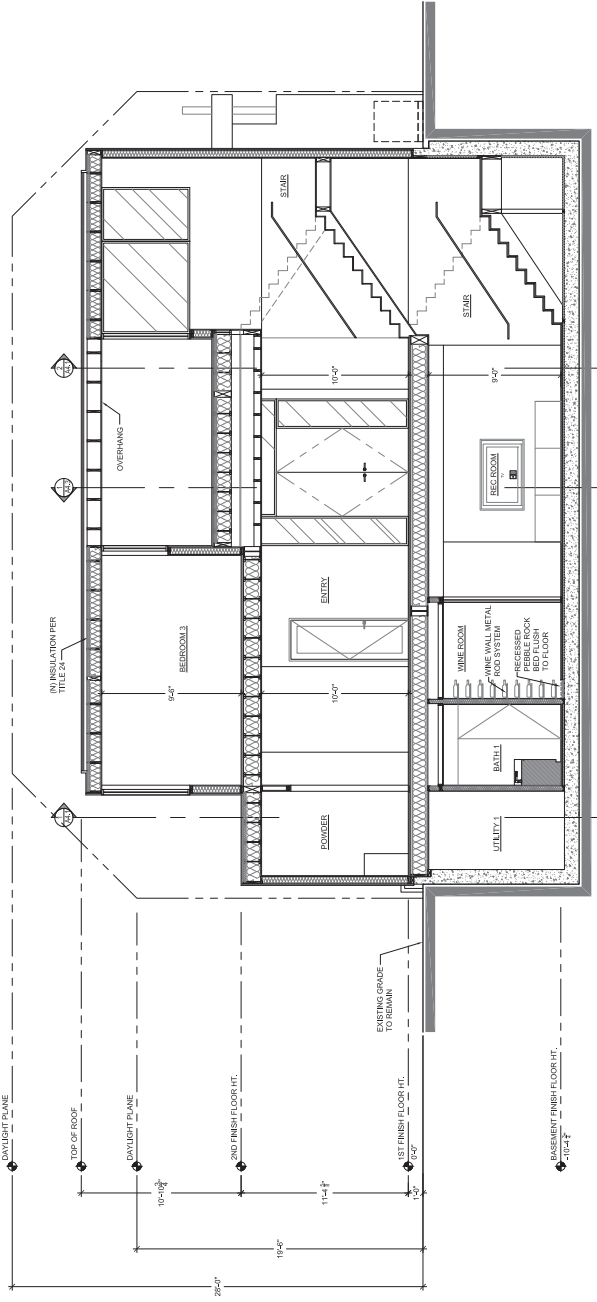 DAYLIGHT PLANE
TOP OF ROOF
DAYLIGHT PLANE
2ND FINISH FLOOR HT.
1ST FINISH FLOOR HT.
0'-0"
BASEMENT FINISH FLOOR HT.
28'-0"
19'-6"
1'-0"
EXISTING GRADE
TO REMAIN
(N) INSULATION PER
TITLE 24
OVERHANG
BEDROOM 3
9'-6"
POWDER
10'-0"
ENTRY
10'-0"
STAIR
UTILITY 1
BATH 1
WINE ROOM
WINE WALL METAL
ROD SYSTEM
RECESSED
PEBBLE ROCK
BED FLUSH
TO FLOOR
REC ROOM
9'-0"
STAIR